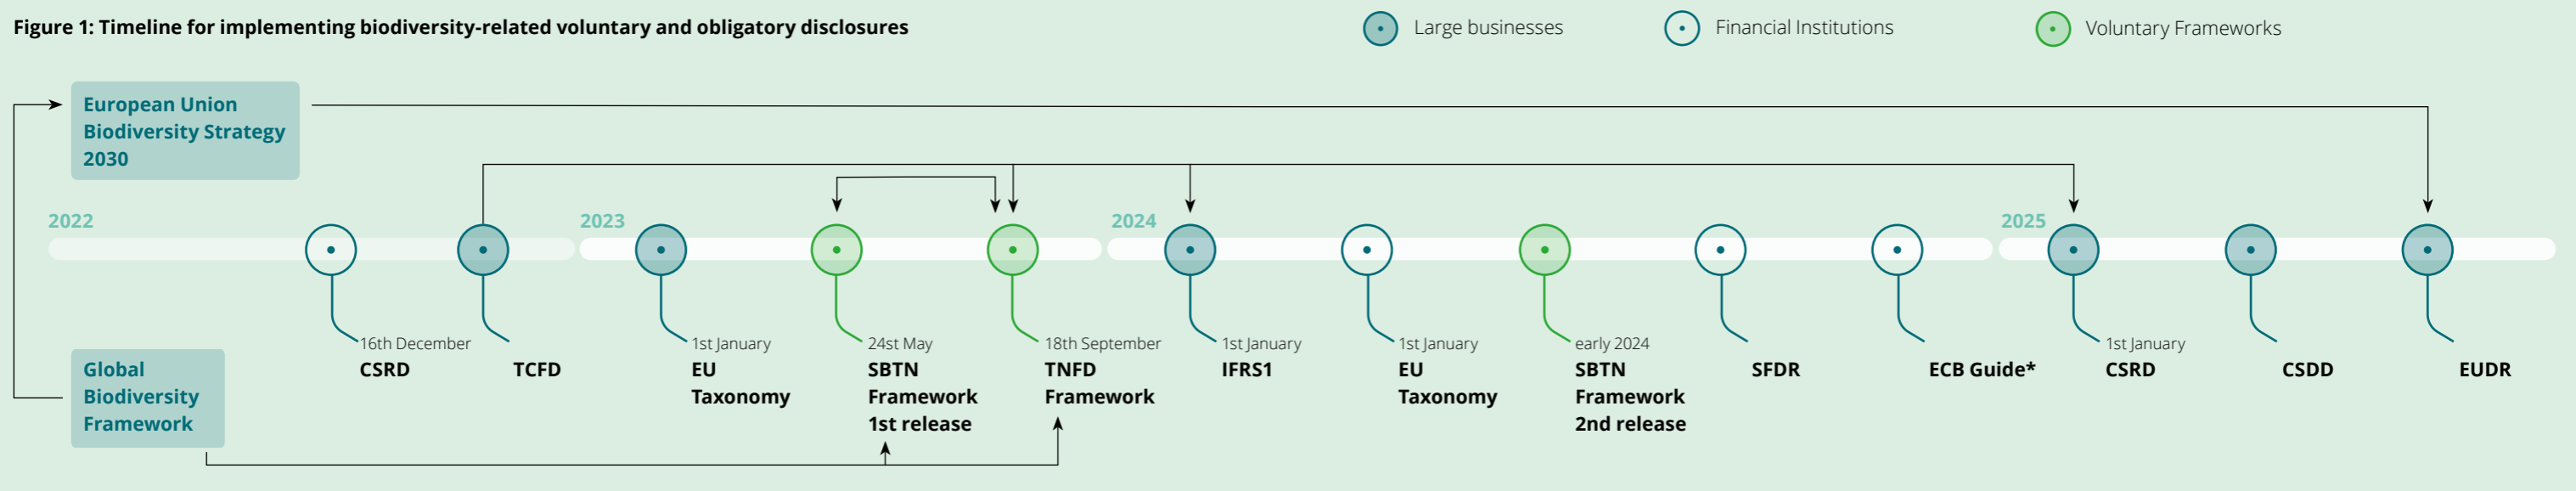 Figure 1: Timeline for implementing biodiversity-related voluntary and obligatory disclosures
Large businesses
Financial Institutions
Voluntary Frameworks
European Union
Biodiversity Strategy
2030
2022
2023
2024
2025
16th December
CSRD
TCFD
1st January
EU
Taxonomy
24st May
SBTN
Framework
1st release
18th September
TNFD
Framework
1st January
IFRS1
1st January
EU
Taxonomy
early 2024
SBTN
Framework
2nd release
SFDR
ECB Guide*
1st January
CSRD
CSDD
EUDR
Global
Biodiversity
Framework